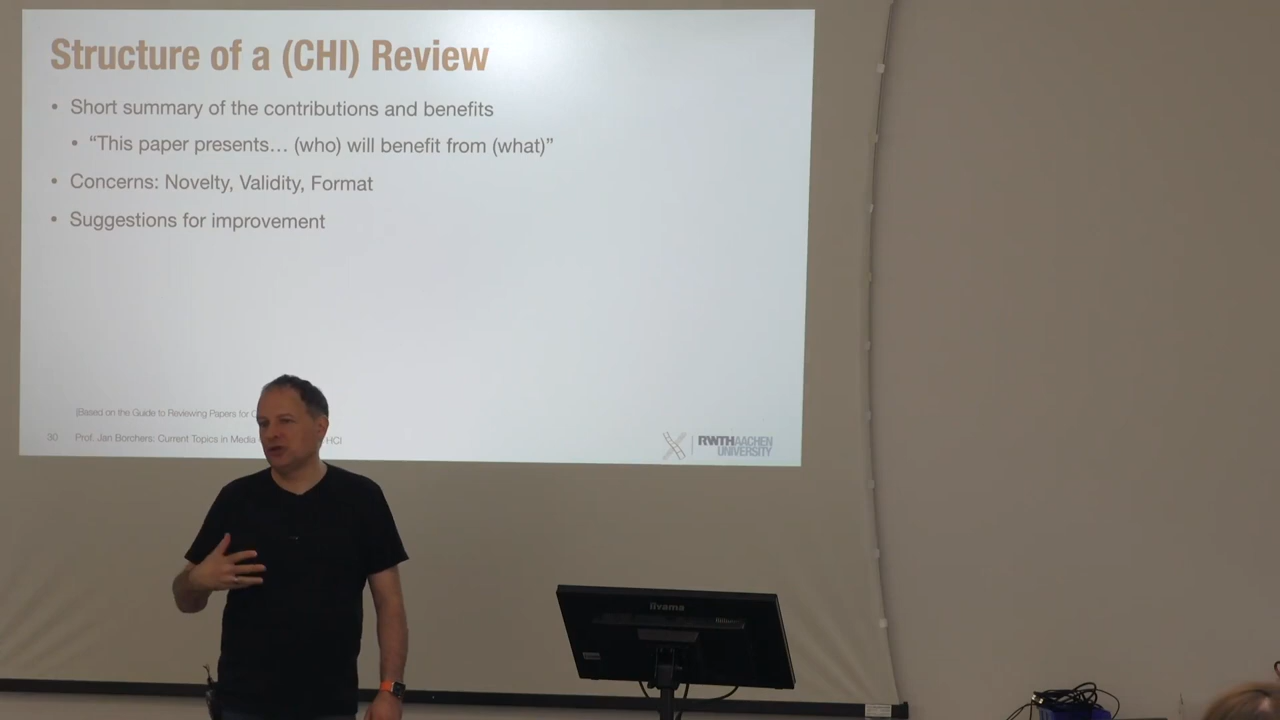 Structure of a (CHI) Review
• Short summary of the contributions and benefits
• “This paper presents… (who) will benefit from (what)”
• Concerns: Novelty, Validity, Format
• Suggestions for improvement
[Based on the Guide to Reviewing Papers for
30 Prof. Jan Borchers: Current Topics in Media HCI
RWTHAACHEN
UNIVERSITY
iiyama